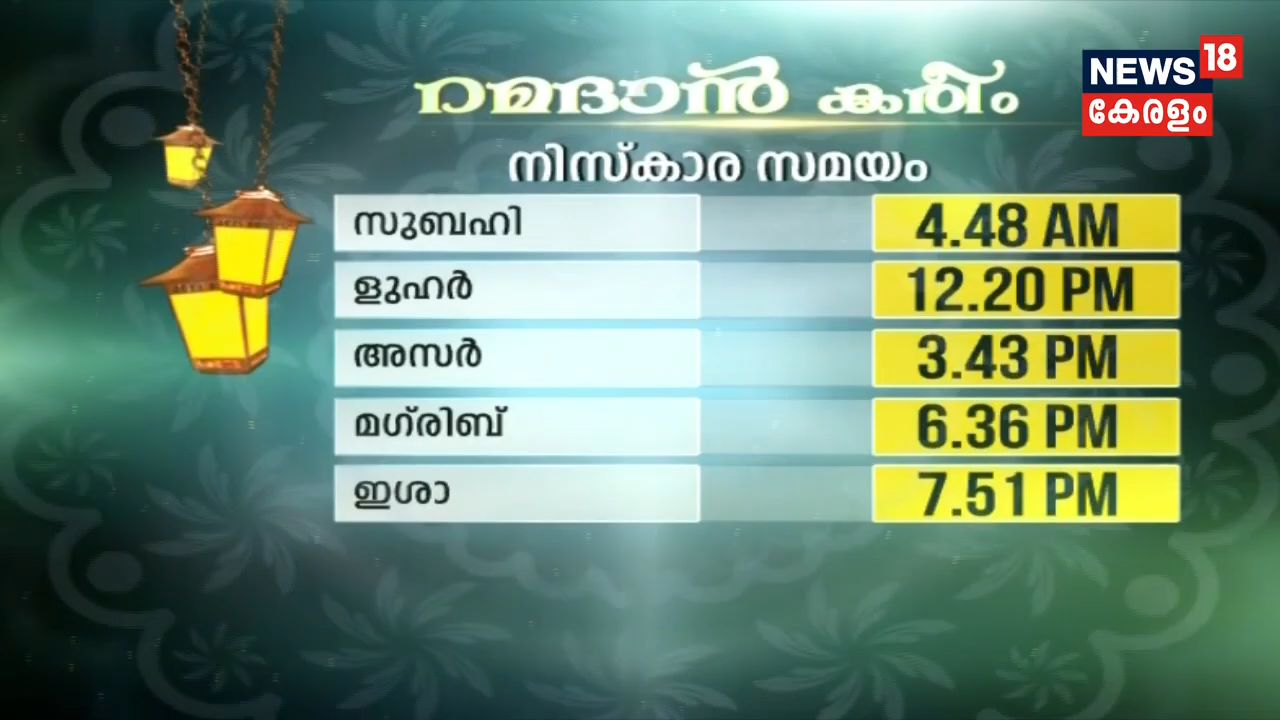 റമദാൻ കരീം
NEWS 18
കേരളം
നിസ്കാര സമയം
സുബഹി 4.48 AM
ളുഹർ 12.20 PM
അസർ 3.43 PM
മഗ്‌രിബ് 6.36 PM
ഇശാ 7.51 PM